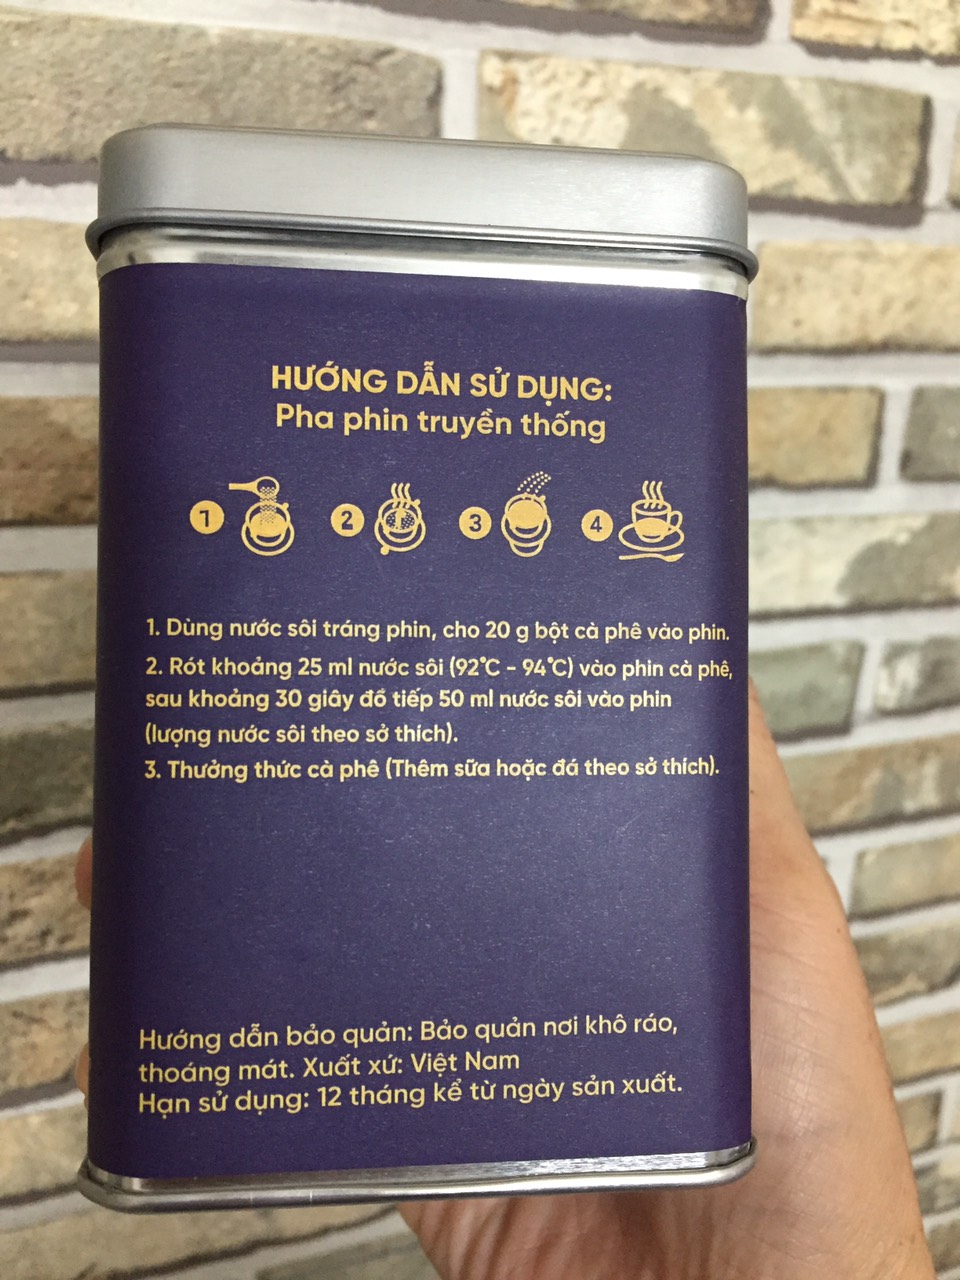 HƯỚNG DẪN SỬ DỤNG:
Pha phin truyền thống
1 2 3 4
1. Dùng nước sôi tráng phin, cho 20 g bột cà phê vào phin.
2. Rót khoảng 25 ml nước sôi (92°C - 94°C) vào phin cà phê,
sau khoảng 30 giây đổ tiếp 50 ml nước sôi vào phin
(lượng nước sôi theo sở thích).
3. Thưởng thức cà phê (Thêm sữa hoặc đá theo sở thích).
Hướng dẫn bảo quản: Bảo quản nơi khô ráo,
thoáng mát. Xuất xứ: Việt Nam
Hạn sử dụng: 12 tháng kể từ ngày sản xuất.